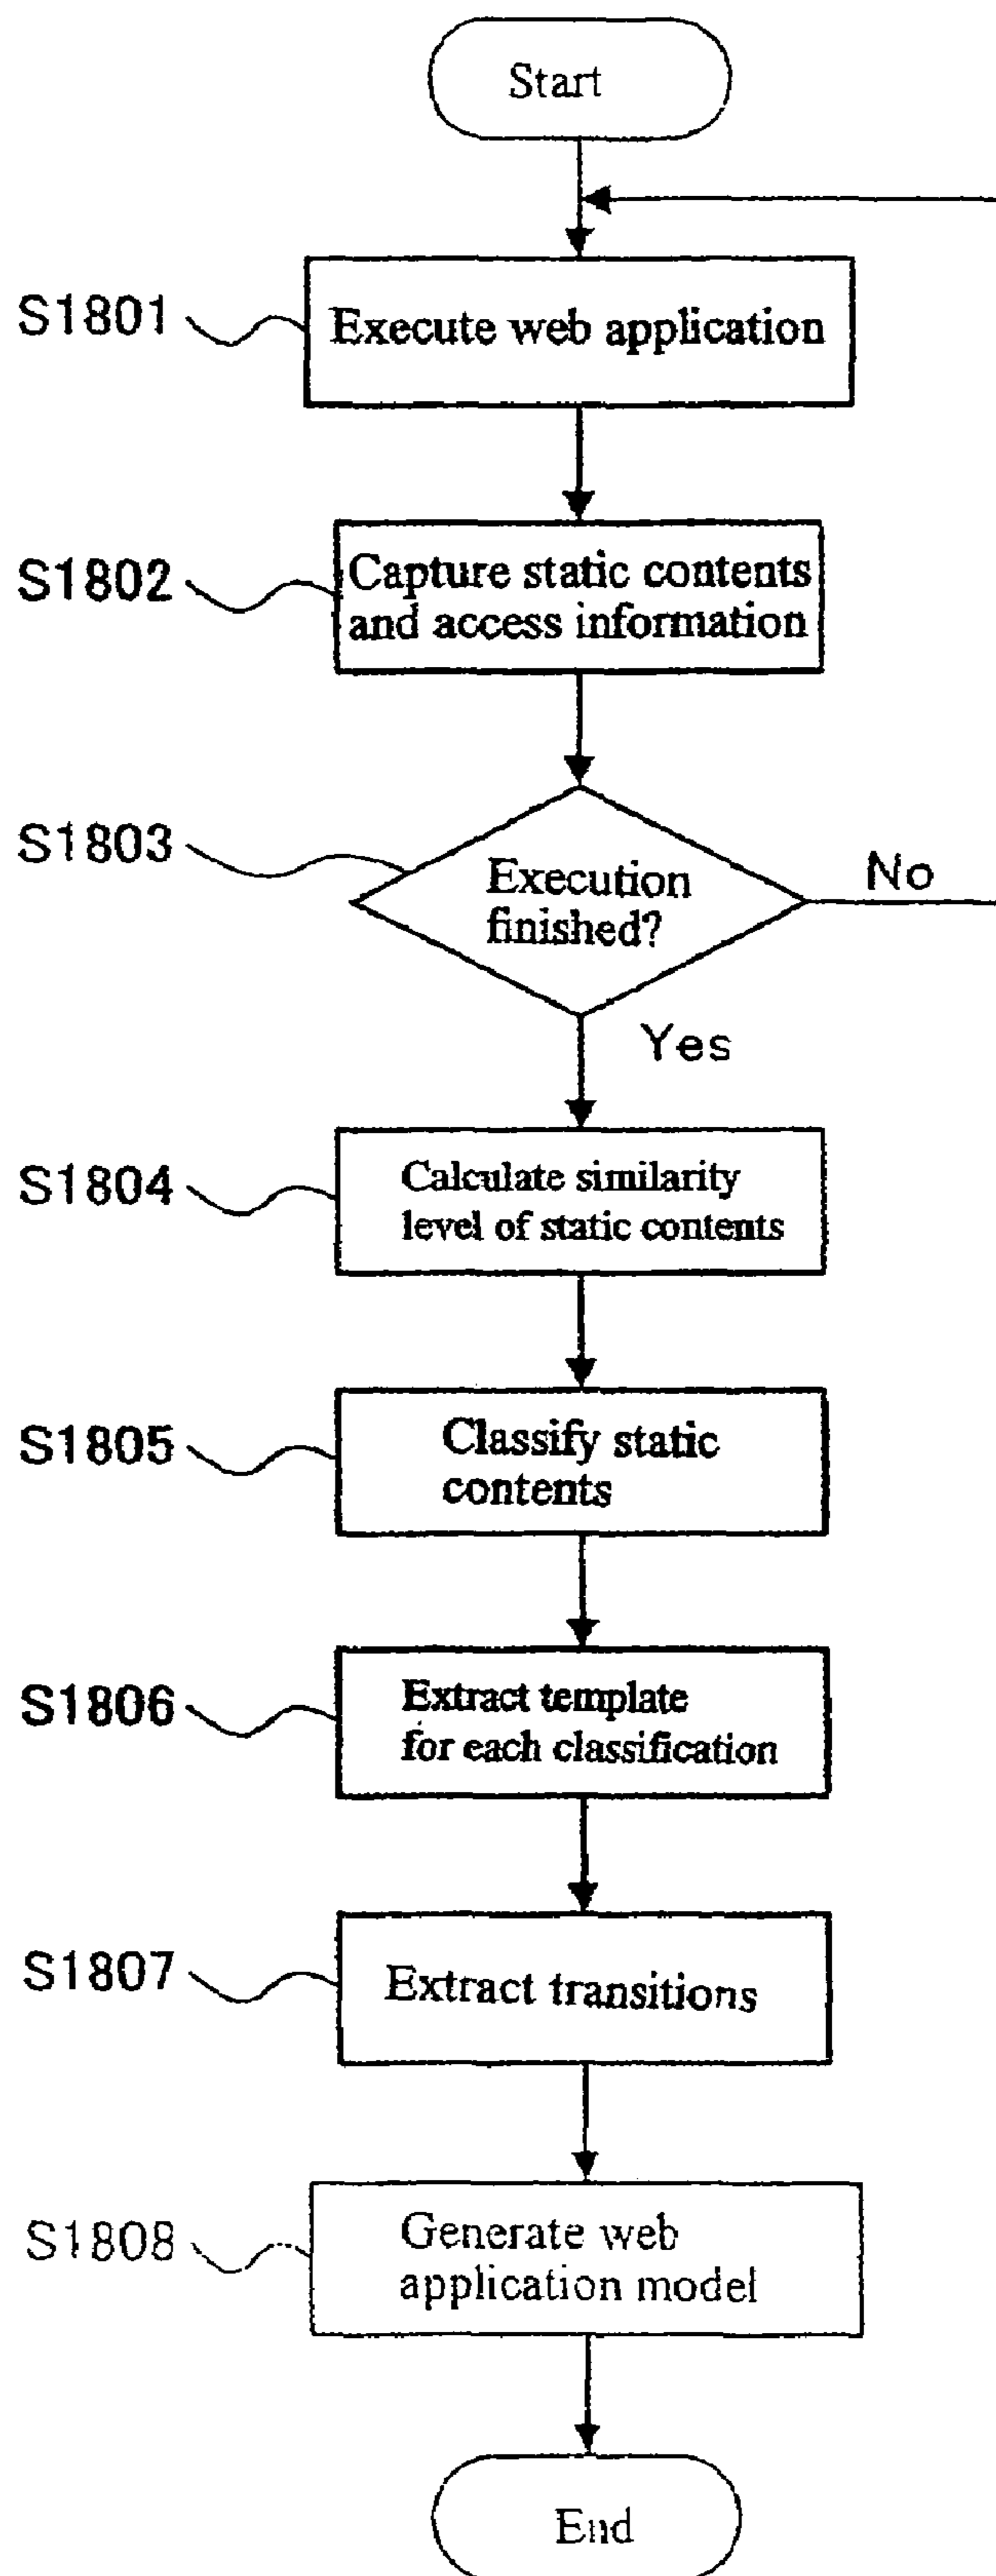 Start
S1801
Execute web application
S1802
Capture static contents
and access information
S1803
Execution
finished?
No
Yes
S1804
Calculate similarity
level of static contents
S1805
Classify static
contents
S1806
Extract template
for each classification
S1807
Extract transitions
S1808
Generate web
application model
End